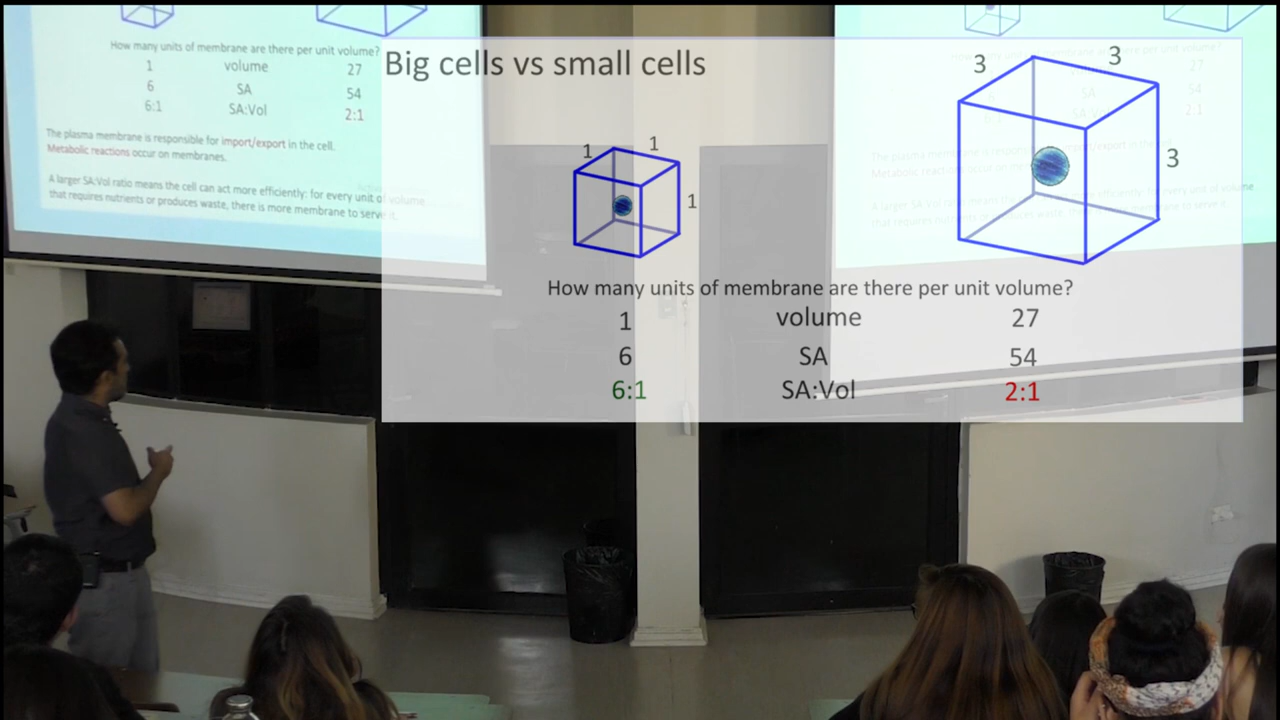 How many units of membrane are there per unit volume?
1 volume 27
6 SA 54
6:1 SA:Vol 2:1
The plasma membrane is responsible for import/export in the cell.
Metabolic reactions occur on membranes.
A larger SA:Vol ratio means the cell can act more efficiently: for every unit of volume
that requires nutrients or produces waste, there is more membrane to serve it.
Big cells vs small cells
1 1
1
3 3
3
How many units of membrane are there per unit volume?
1 volume 27
6 SA 54
6:1 SA:Vol 2:1